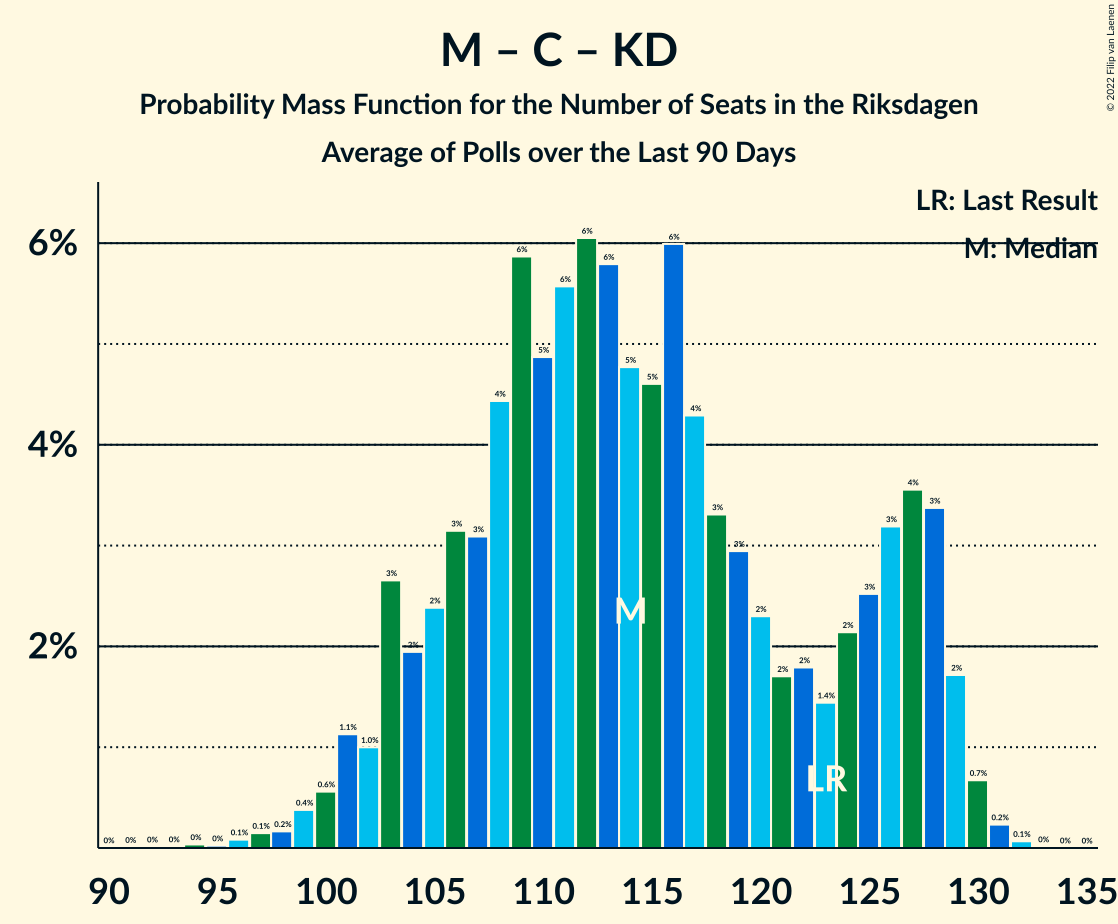 M – C – KD
Probability Mass Function for the Number of Seats in the Riksdagen
Average of Polls over the Last 90 Days
© 2022 Filip van Laenen
LR: Last Result
M: Median
6%
4%
2%
0% 0% 0% 0% 0% 0% 0.1% 0.1% 0.2% 0.4% 0.6% 1.1% 1.0% 3% 2% 2% 3% 3% 4% 6% 5% 6% 6% 6% 5% 5% 6% 4% 3% 3% 2% 2% 2% 1.4% 2% 3% 3% 4% 3% 2% 0.7% 0.2% 0.1% 0% 0% 0%
M
LR
90 95 100 105 110 115 120 125 130 135